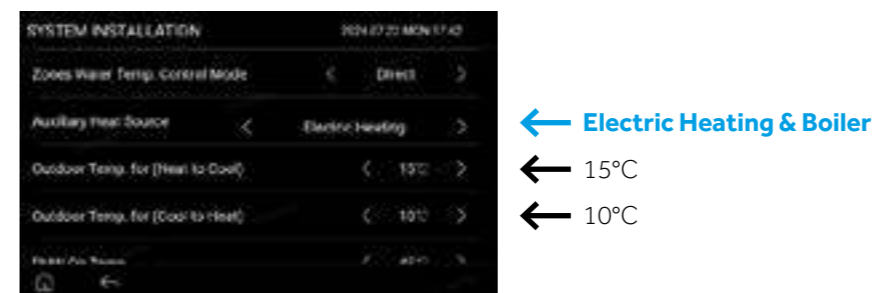 SYSTEM INSTALLATION 2024.07.22 MON 17:42
Zones Water Temp. Control Mode < Direct >
Auxiliary Heat Source < Electric Heating >
← Electric Heating & Boiler
Outdoor Temp. for (Heat to Cool) < 15°C >
← 15°C
Outdoor Temp. for (Cool to Heat) < 10°C >
← 10°C